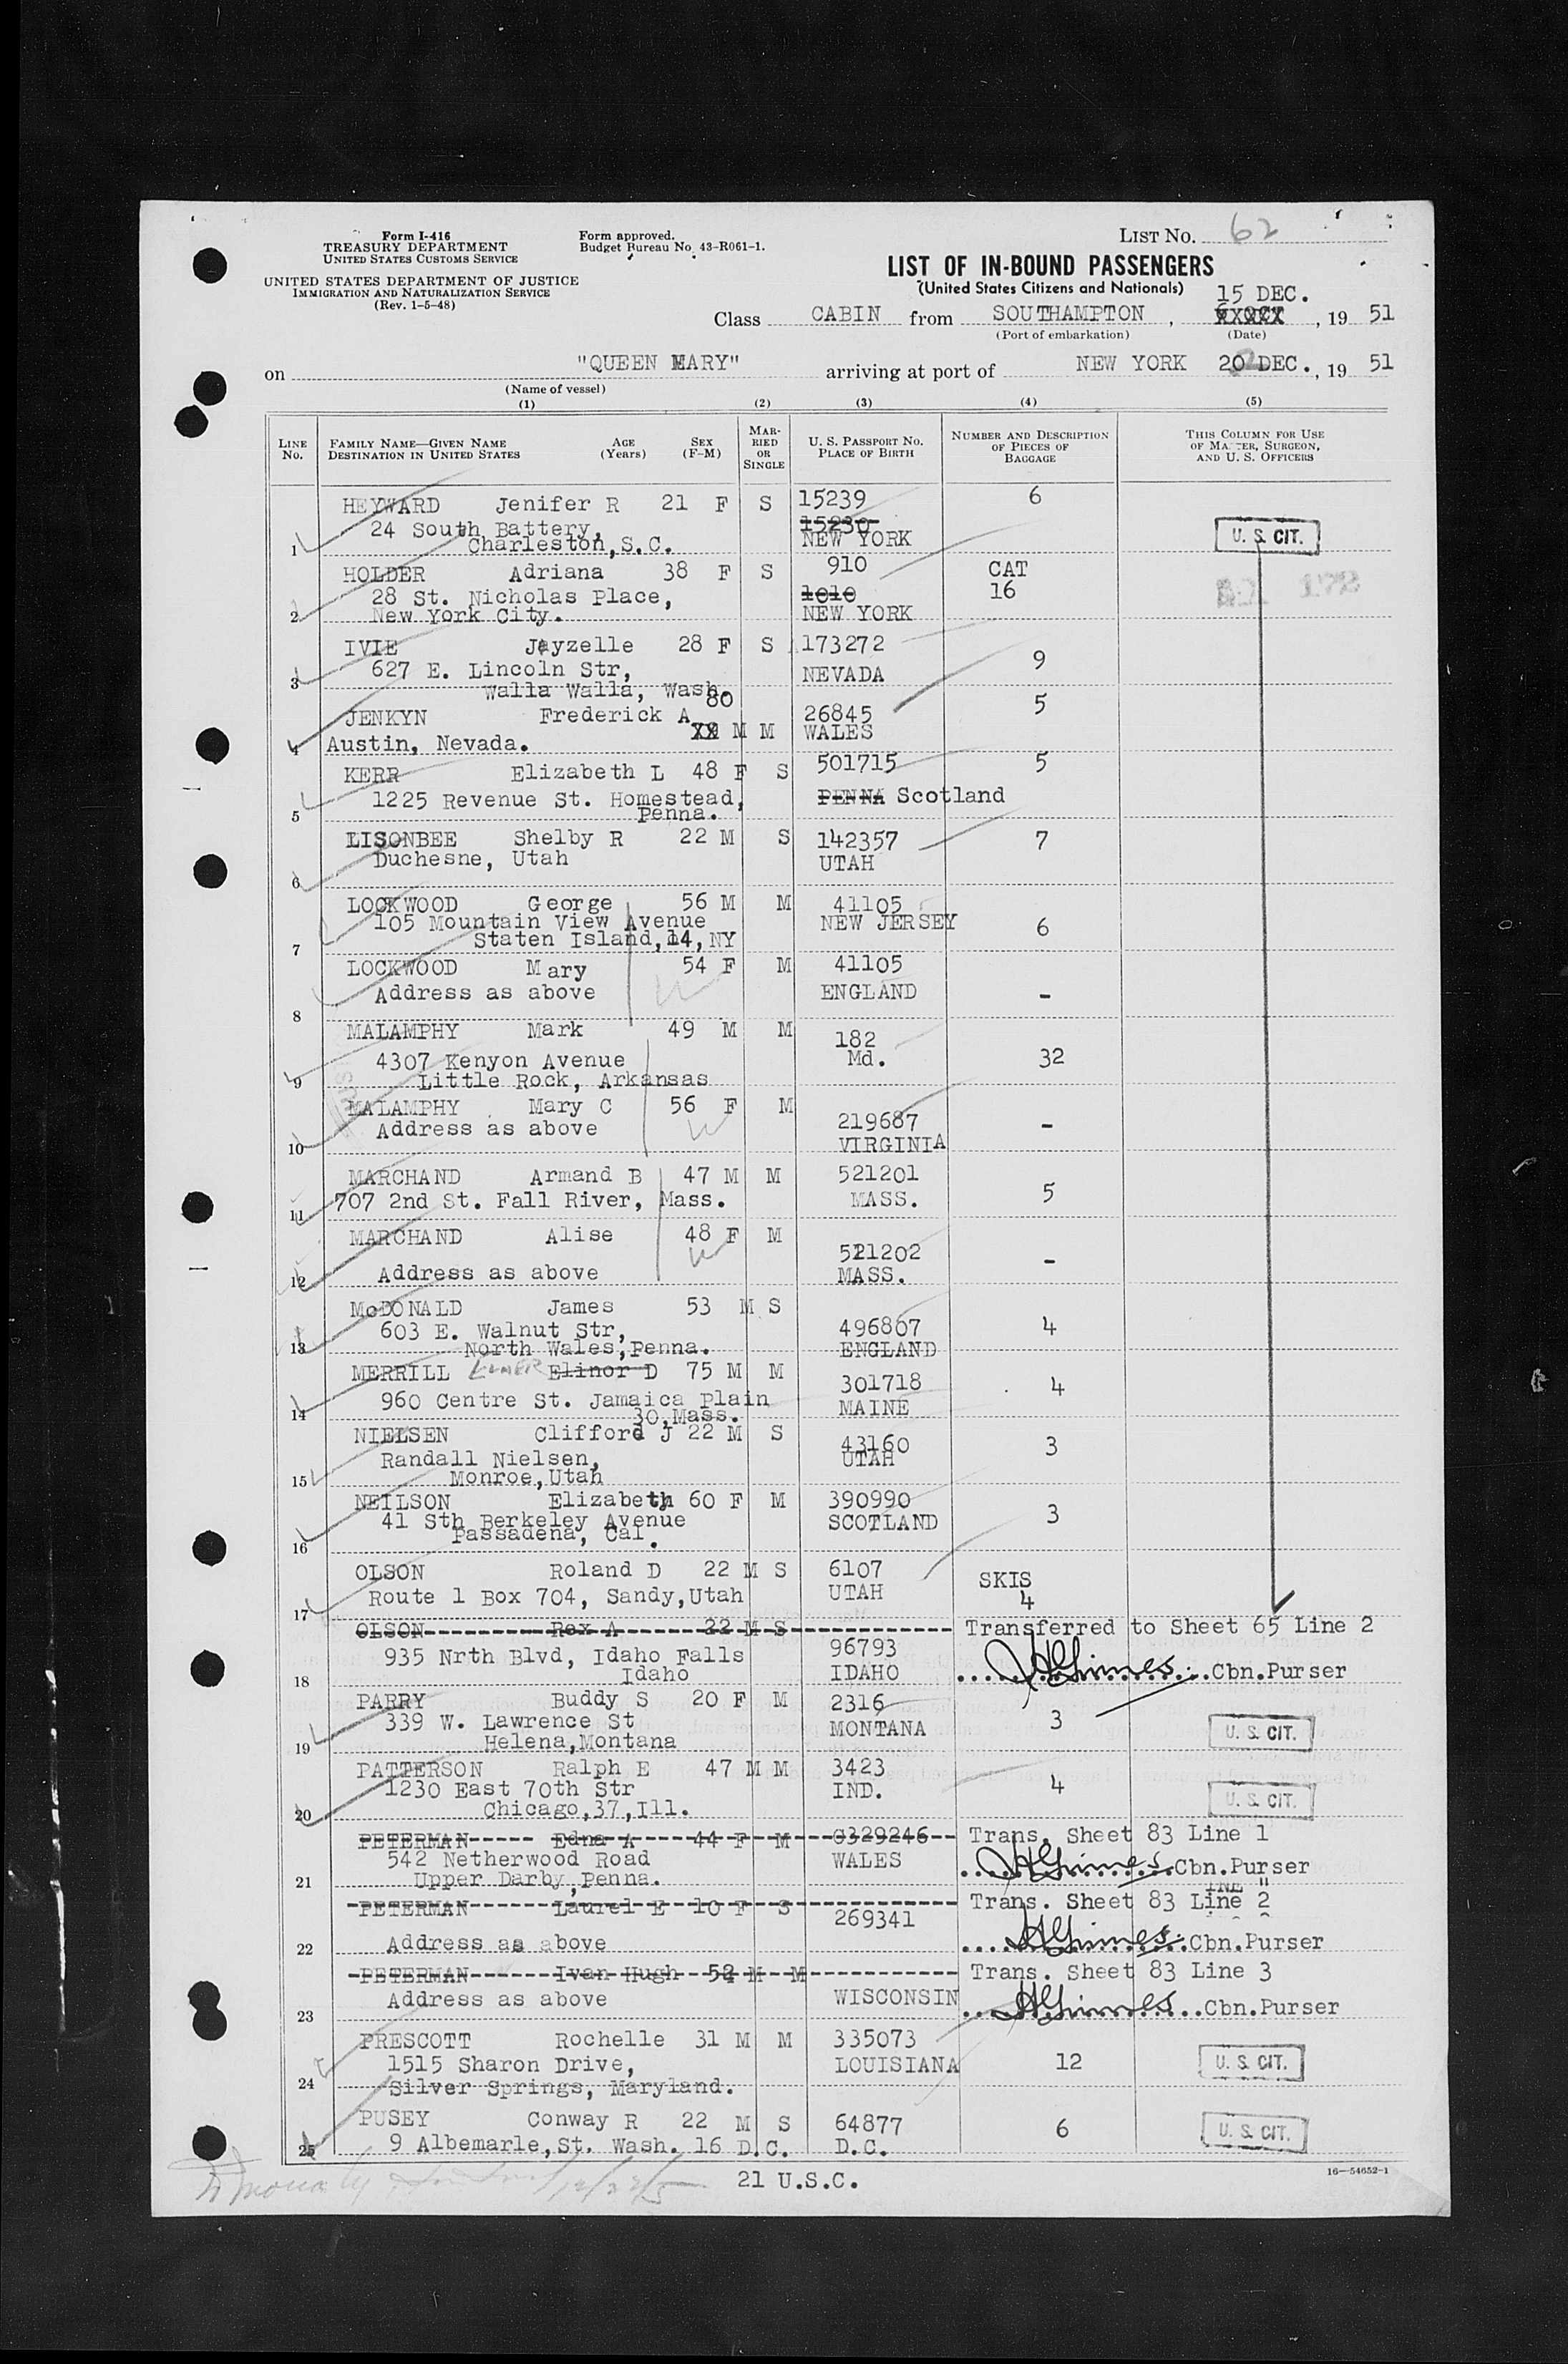 Form I-416
TREASURY DEPARTMENT
UNITED STATES CUSTOMS SERVICE
UNITED STATES DEPARTMENT OF JUSTICE
IMMIGRATION AND NATURALIZATION SERVICE
(Rev. 1-5-48)
Form approved.
Budget Bureau No. 43-R061-1.
LIST NO. 62
LIST OF IN-BOUND PASSENGERS
(United States Citizens and Nationals)
15 DEC.
Class CABIN from SOUTHAMPTON , , 19 51
(Port of embarkation) (Date)
on "QUEEN MARY" arriving at port of NEW YORK 20 DEC., 19 51
(Name of vessel)
(1) (2) (3) (4) (5)
LINE NO.
FAMILY NAME—GIVEN NAME
DESTINATION IN UNITED STATES
AGE (Years)
SEX (F-M)
MARRIED OR SINGLE
U. S. PASSPORT NO.
PLACE OF BIRTH
NUMBER AND DESCRIPTION OF PIECES OF BAGGAGE
THIS COLUMN FOR USE OF MASTER, SURGEON, AND U. S. OFFICERS
HEYWARD Jenifer R 21 F S 15239 6
24 South Battery, 15230
1 Charleston, S.C. NEW YORK U. S. CIT.
HOLDER Adriana 38 F S 910 CAT
28 St. Nicholas Place, 1010 16
2 New York City. NEW YORK
IVIE Jayzelle 28 F S 173272 9
627 E. Lincoln Str, NEVADA
3 Walla Walla, Wash.
80
JENKYN Frederick A M M 26845 5
4 Austin, Nevada. WALES
KERR Elizabeth L 48 F S 501715 5
1225 Revenue St. Homestead, PENNA Scotland
5 Penna.
LISONBEE Shelby R 22 M S 142357 7
Duchesne, Utah UTAH
6
LOCKWOOD George 56 M M 41105
105 Mountain View Avenue NEW JERSEY 6
7 Staten Island, 14, NY
LOCKWOOD Mary 54 F M 41105
Address as above ENGLAND -
8
MALAMPHY Mark 49 M M 182
4307 Kenyon Avenue Md. 32
9 Little Rock, Arkansas
MALAMPHY Mary C 56 F M 219687
Address as above VIRGINIA -
10
MARCHAND Armand B 47 M M 521201
11 707 2nd St. Fall River, Mass. MASS. 5
MARCHAND Alise 48 F M 521202
12 Address as above MASS. -
McDONALD James 53 M S
603 E. Walnut Str, 496807 4
13 North Wales, Penna. ENGLAND
MERRILL ELMER Elinor D 75 M M 301718 4
14 960 Centre St. Jamaica Plain MAINE
30, Mass.
NIELSEN Clifford J 22 M S 43160 3
Randall Nielsen, UTAH
15 Monroe, Utah
NEILSON Elizabeth 60 F M 390990
41 Sth Berkeley Avenue SCOTLAND 3
16 Passadena, Cal.
OLSON Roland D 22 M S 6107 SKIS
17 Route 1 Box 704, Sandy, Utah UTAH 4
OLSON Rex A 22 M S Transferred to Sheet 65 Line 2
935 Nrth Blvd, Idaho Falls 96793
18 Idaho IDAHO HGrimes Cbn.Purser
PARRY Buddy S 20 F M 2316
339 W. Lawrence St MONTANA 3
19 Helena, Montana U. S. CIT.
PATTERSON Ralph E 47 M M 3423
1230 East 70th Str IND. 4
20 Chicago, 37, Ill. U. S. CIT.
PETERMAN Edna A 44 F M C329246 Trans. Sheet 83 Line 1
542 Netherwood Road WALES HGrimes Cbn.Purser
21 Upper Darby, Penna.
PETERMAN Laurel E 10 F S 269341 Trans. Sheet 83 Line 2
22 Address as above HGrimes Cbn.Purser
PETERMAN Ivan Hugh 52 M M Trans. Sheet 83 Line 3
23 Address as above WISCONSIN HGrimes Cbn.Purser
PRESCOTT Rochelle 31 M M 335073
1515 Sharon Drive, LOUISIANA 12 U. S. CIT.
24 Silver Springs, Maryland.
PUSEY Conway R 22 M S 64877 6 U. S. CIT.
25 9 Albemarle, St. Wash. 16 D.C. D.C.
21 U.S.C.
16—54652-1